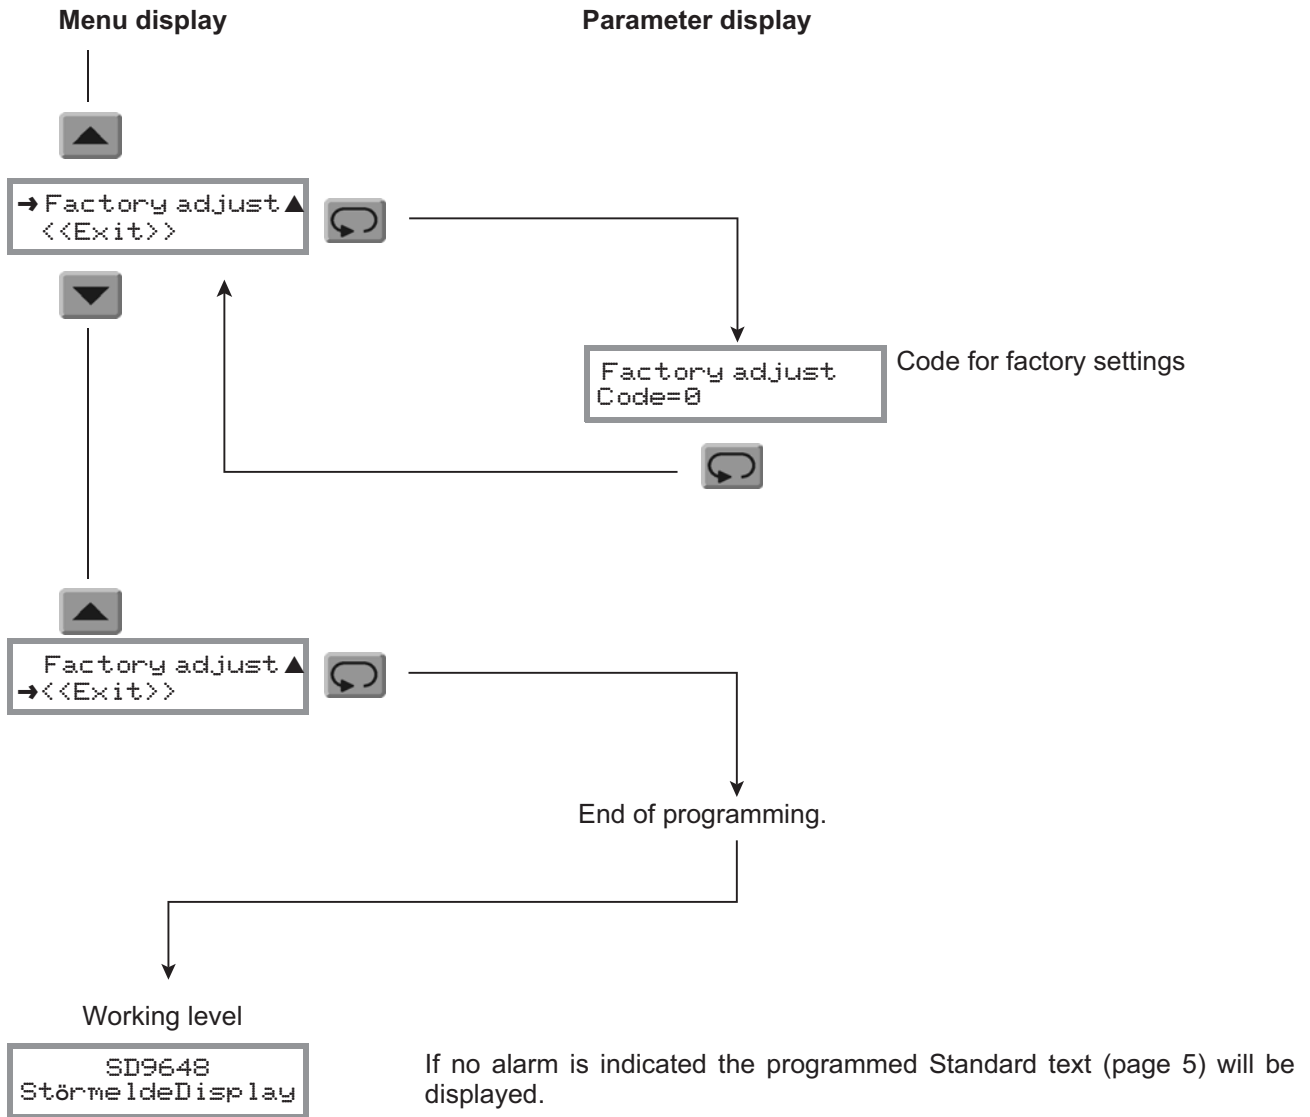 Menu display
Parameter display
→ Factory adjust ▲
<<Exit>>
Factory adjust
Code=0
Code for factory settings
Factory adjust ▲
→<<Exit>>
End of programming.
Working level
SD9648
StörmeldeDisplay
If no alarm is indicated the programmed Standard text (page 5) will be
displayed.